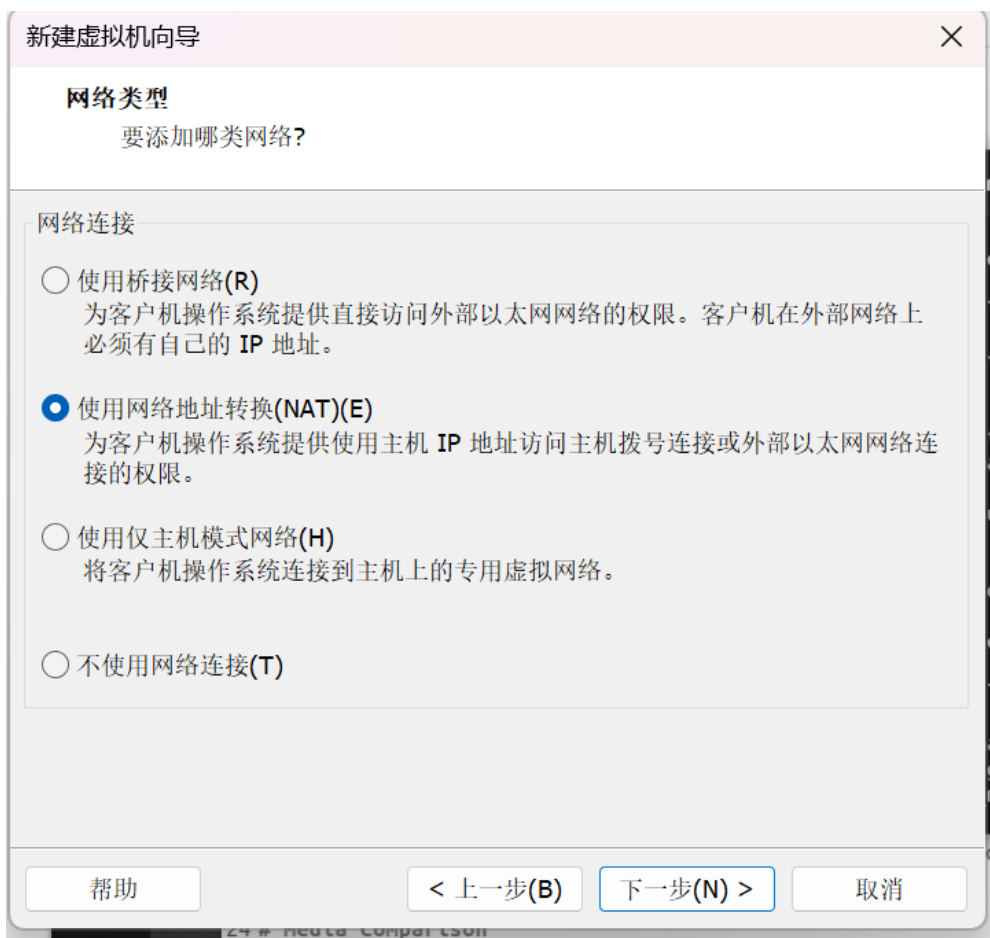 新建虚拟机向导
网络类型
要添加哪类网络?
网络连接
使用桥接网络(R)
为客户机操作系统提供直接访问外部以太网网络的权限。客户机在外部网络上
必须有自己的 IP 地址。
使用网络地址转换(NAT)(E)
为客户机操作系统提供使用主机 IP 地址访问主机拨号连接或外部以太网网络连
接的权限。
使用仅主机模式网络(H)
将客户机操作系统连接到主机上的专用虚拟网络。
不使用网络连接(T)
帮助
< 上一步(B)
下一步(N) >
取消
24 # Media Comparison